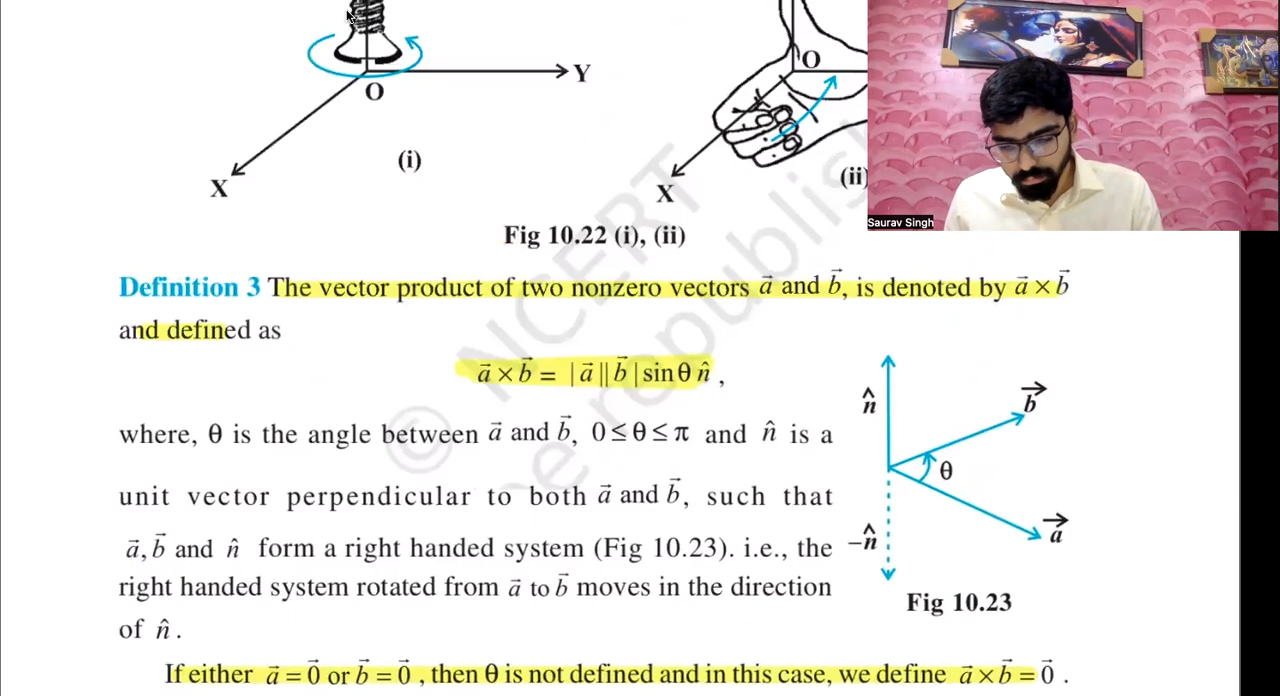 Y
O
X
(i)
O
X
(ii)
Saurav Singh
Fig 10.22 (i), (ii)
Definition 3 The vector product of two nonzero vectors a⃗ and b⃗, is denoted by a⃗ × b⃗
and defined as
a⃗ × b⃗ = |a⃗||b⃗| sinθ n̂ ,
where, θ is the angle between a⃗ and b⃗, 0 ≤ θ ≤ π and n̂ is a
unit vector perpendicular to both a⃗ and b⃗, such that
a⃗, b⃗ and n̂ form a right handed system (Fig 10.23). i.e., the
right handed system rotated from a⃗ to b⃗ moves in the direction
of n̂ .
n̂
b⃗
θ
a⃗
−n̂
Fig 10.23
If either a⃗ = 0⃗ or b⃗ = 0⃗ , then θ is not defined and in this case, we define a⃗ × b⃗ = 0⃗ .
© NCERT
e republish